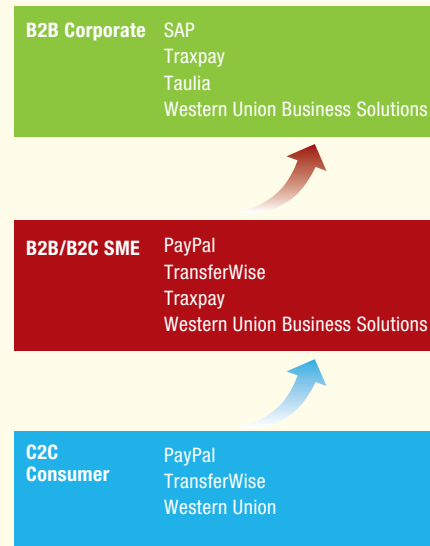 B2B Corporate SAP
Traxpay
Taulia
Western Union Business Solutions
B2B/B2C SME PayPal
TransferWise
Traxpay
Western Union Business Solutions
C2C
Consumer
PayPal
TransferWise
Western Union